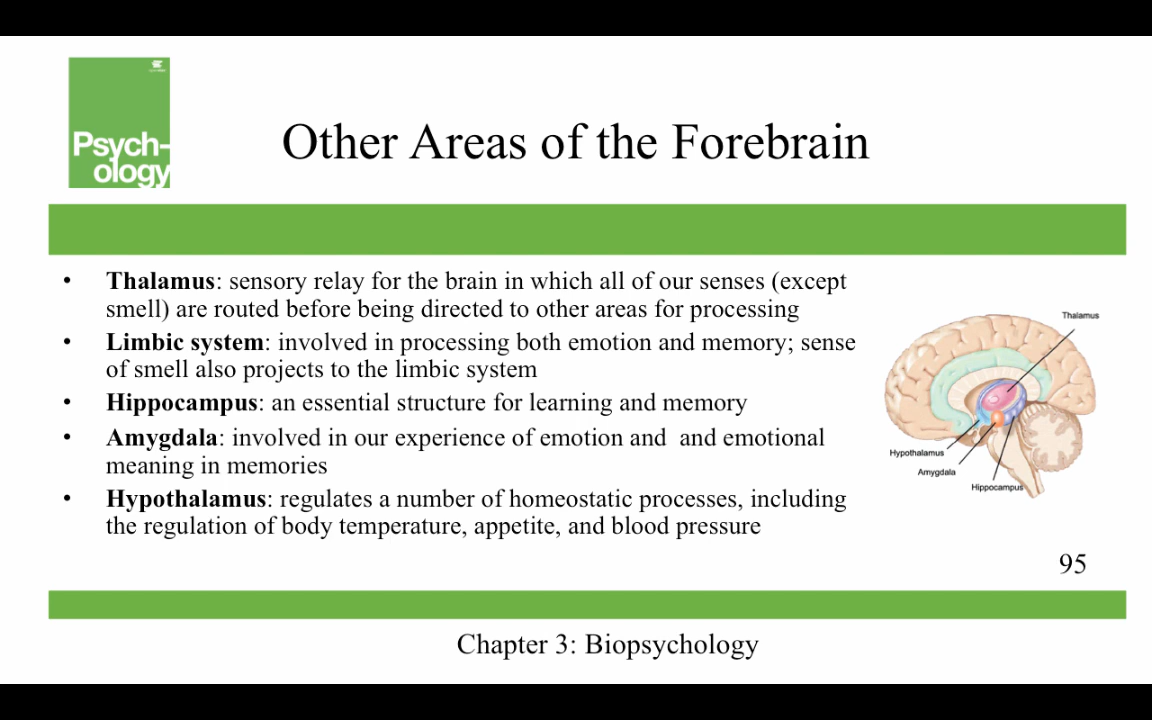 Psych-
ology
Other Areas of the Forebrain
• Thalamus: sensory relay for the brain in which all of our senses (except
smell) are routed before being directed to other areas for processing
• Limbic system: involved in processing both emotion and memory; sense
of smell also projects to the limbic system
• Hippocampus: an essential structure for learning and memory
• Amygdala: involved in our experience of emotion and  and emotional
meaning in memories
• Hypothalamus: regulates a number of homeostatic processes, including
the regulation of body temperature, appetite, and blood pressure
Thalamus
Hypothalamus
Amygdala
Hippocampus
95
Chapter 3: Biopsychology